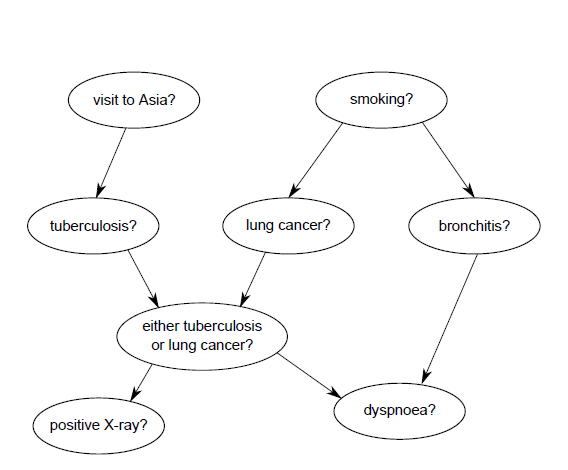 visit to Asia?
smoking?
tuberculosis?
lung cancer?
bronchitis?
either tuberculosis
or lung cancer?
positive X-ray?
dyspnoea?